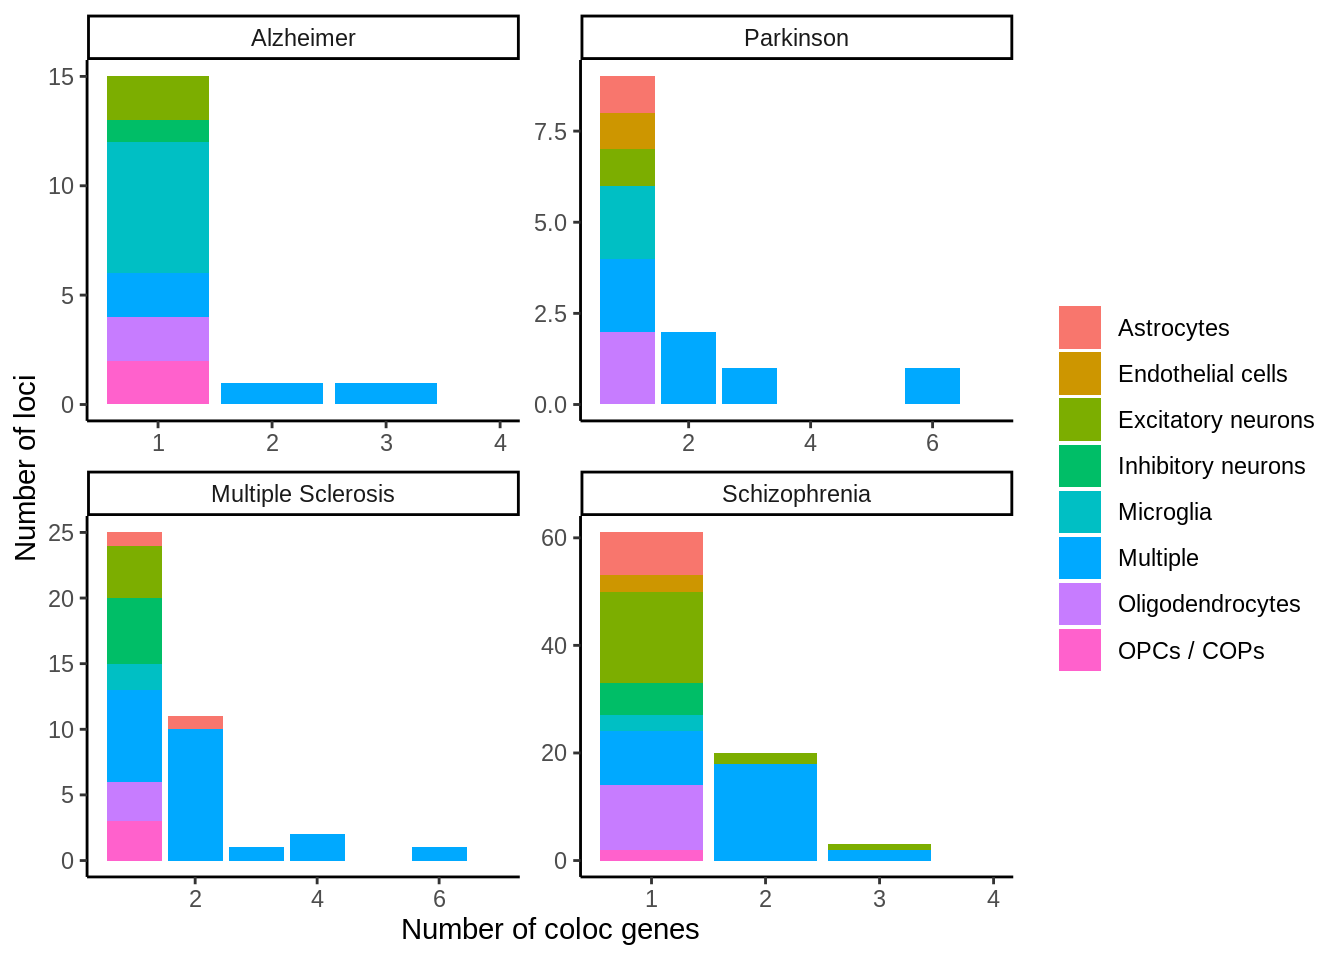 Alzheimer
Parkinson
15
10
5
0
1
2
3
4
7.5
5.0
2.5
0.0
2
4
6
Multiple Sclerosis
Schizophrenia
25
20
15
10
5
0
2
4
6
60
40
20
0
1
2
3
4
Number of loci
Number of coloc genes
Astrocytes
Endothelial cells
Excitatory neurons
Inhibitory neurons
Microglia
Multiple
Oligodendrocytes
OPCs / COPs